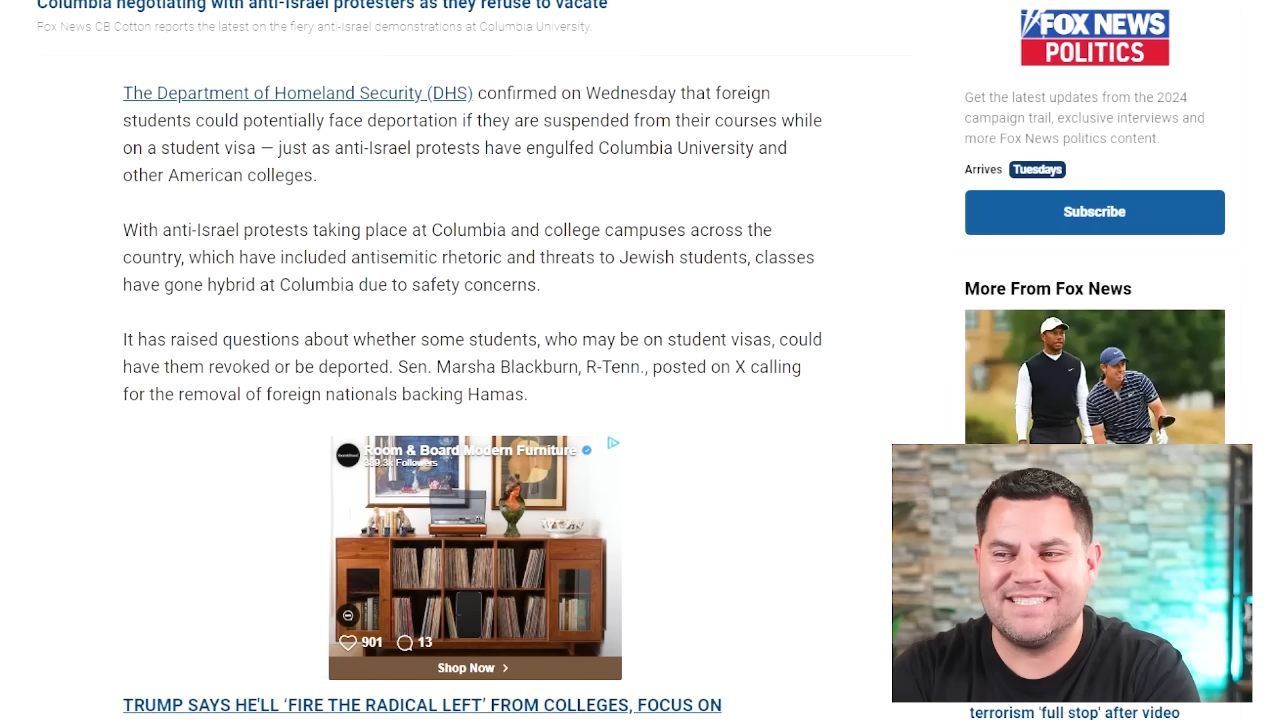 Columbia negotiating with anti-Israel protesters as they refuse to vacate
Fox News CB Cotton reports the latest on the fiery anti-Israel demonstrations at Columbia University.
The Department of Homeland Security (DHS) confirmed on Wednesday that foreign
students could potentially face deportation if they are suspended from their courses while
on a student visa — just as anti-Israel protests have engulfed Columbia University and
other American colleges.
With anti-Israel protests taking place at Columbia and college campuses across the
country, which have included antisemitic rhetoric and threats to Jewish students, classes
have gone hybrid at Columbia due to safety concerns.
It has raised questions about whether some students, who may be on student visas, could
have them revoked or be deported. Sen. Marsha Blackburn, R-Tenn., posted on X calling
for the removal of foreign nationals backing Hamas.
Room & Board Modern Furniture
Followers
901 13
Shop Now
TRUMP SAYS HE'LL ‘FIRE THE RADICAL LEFT’ FROM COLLEGES, FOCUS ON
FOX NEWS
POLITICS
Get the latest updates from the 2024
campaign trail, exclusive interviews and
more Fox News politics content.
Arrives Tuesdays
Subscribe
More From Fox News
terrorism 'full stop' after video